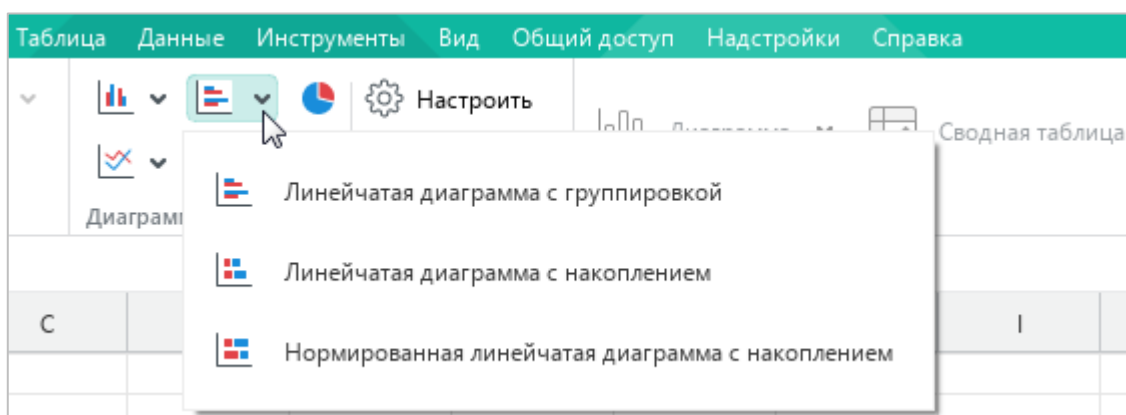 Таблица Данные Инструменты Вид Общий доступ Надстройки Справка
Настроить
Сводная таблица
Линейчатая диаграмма с группировкой
Линейчатая диаграмма с накоплением
C I
Нормированная линейчатая диаграмма с накоплением